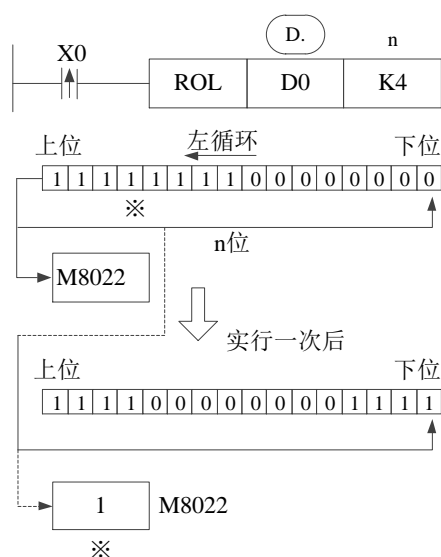 D.
X0
n
ROL D0 K4
左循环
上位 下位
1 1 1 1 1 1 1 1 0 0 0 0 0 0 0 0
※
n位
M8022
实行一次后
上位 下位
1 1 1 1 0 0 0 0 0 0 0 0 1 1 1 1
1 M8022
※